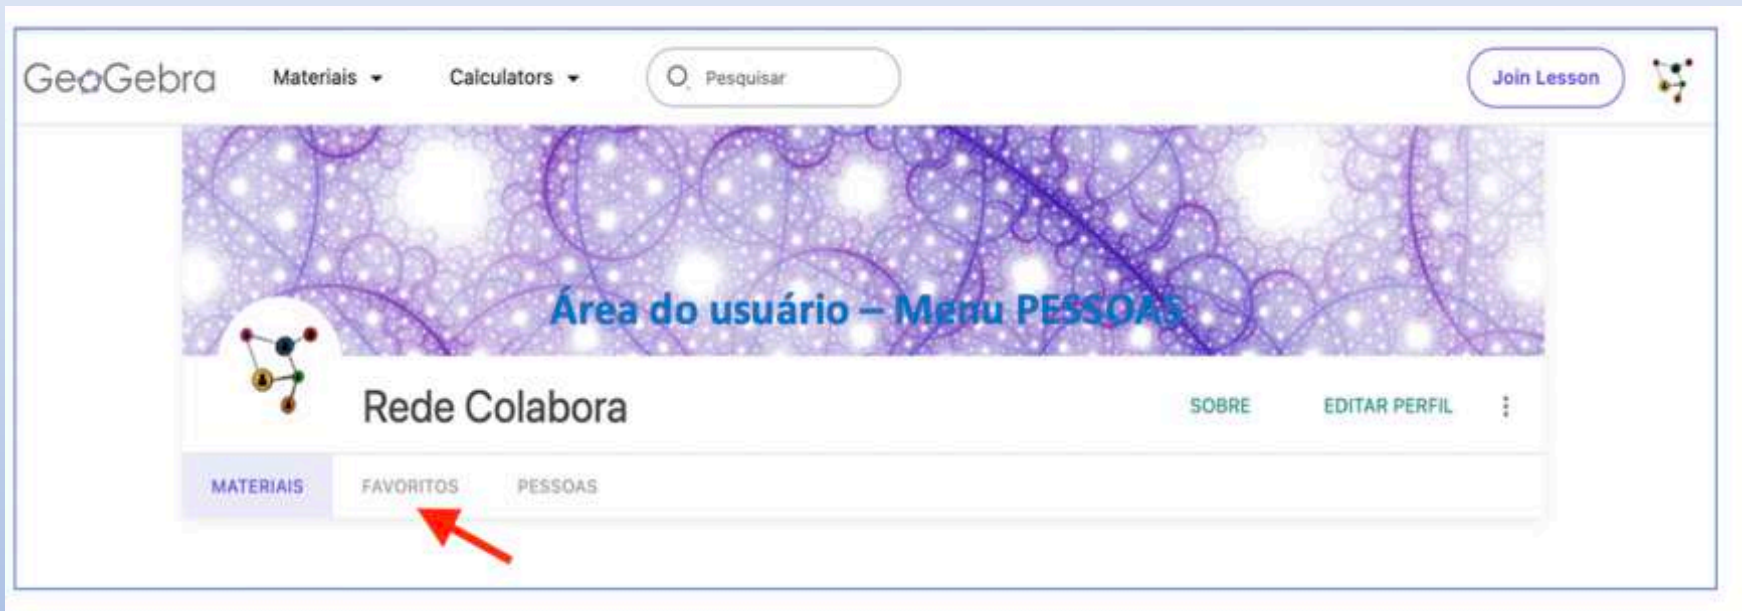 GeoGebra Materiais Calculators Pesquisar Join Lesson
Área do usuário – Menu PESSOAS
Rede Colabora SOBRE EDITAR PERFIL
MATERIAIS FAVORITOS PESSOAS